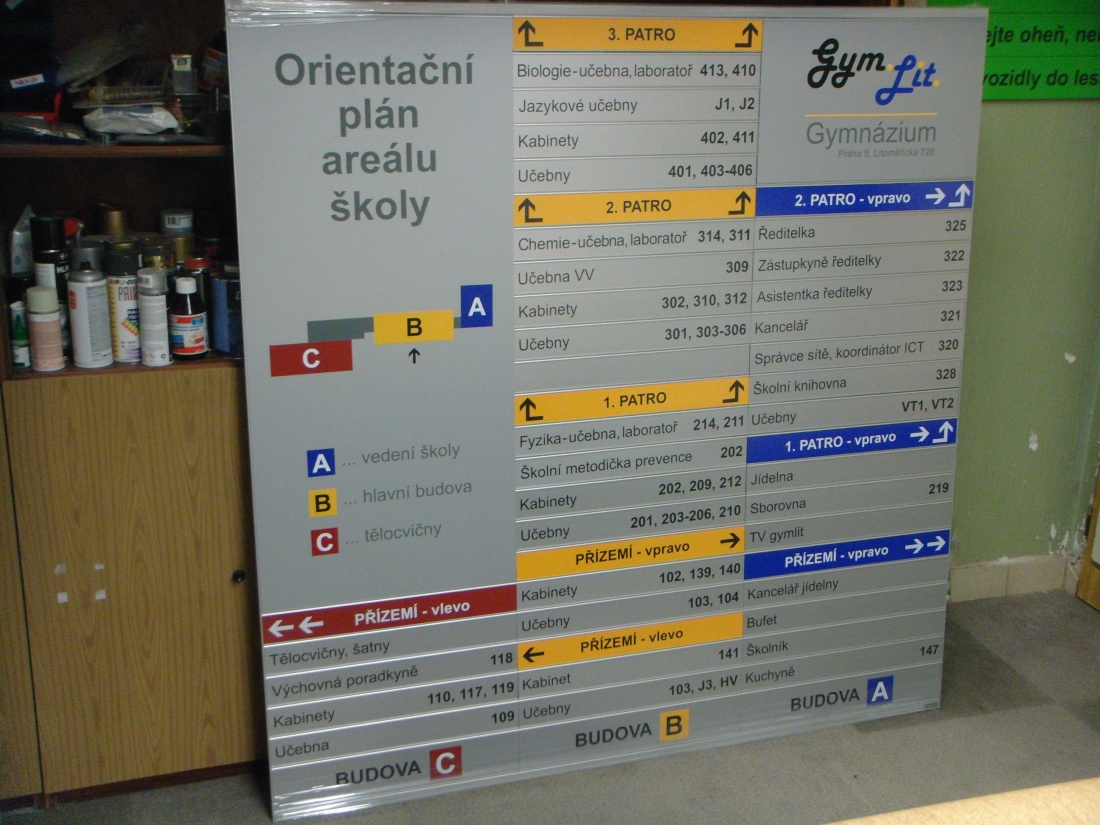 Orientační
plán
areálu
školy
A
B
C
A ... vedení školy
B ... hlavní budova
C ... tělocvičny
PŘÍZEMÍ - vlevo
Tělocvičny, šatny
Výchovná poradkyně 118
Kabinety 110, 117, 119
Učebna 109
BUDOVA C
3. PATRO
Biologie-učebna, laboratoř 413, 410
Jazykové učebny J1, J2
Kabinety 402, 411
Učebny 401, 403-406
2. PATRO
Chemie-učebna, laboratoř 314, 311
Učebna VV 309
Kabinety 302, 310, 312
Učebny 301, 303-306
1. PATRO
Fyzika-učebna, laboratoř 214, 211
Školní metodička prevence 202
Kabinety 202, 209, 212
Učebny 201, 203-206, 210
PŘÍZEMÍ - vpravo
Kabinety 102, 139, 140
Učebny 103, 104
PŘÍZEMÍ - vlevo
Kabinet 141
Učebny 103, J3, HV
BUDOVA B
Gym Lit.
Gymnázium
Praha 9, Litoměřická 726
2. PATRO - vpravo
Ředitelka 325
Zástupkyně ředitelky 322
Asistentka ředitelky 323
Kancelář 321
Správce sítě, koordinátor ICT 320
Školní knihovna 328
Učebny VT1, VT2
1. PATRO - vpravo
Jídelna
Sborovna 219
TV gymlit
PŘÍZEMÍ - vpravo
Kancelář jídelny
Bufet
Školník
Kuchyně 147
BUDOVA A
ejte oheň, ne
vozidly do les